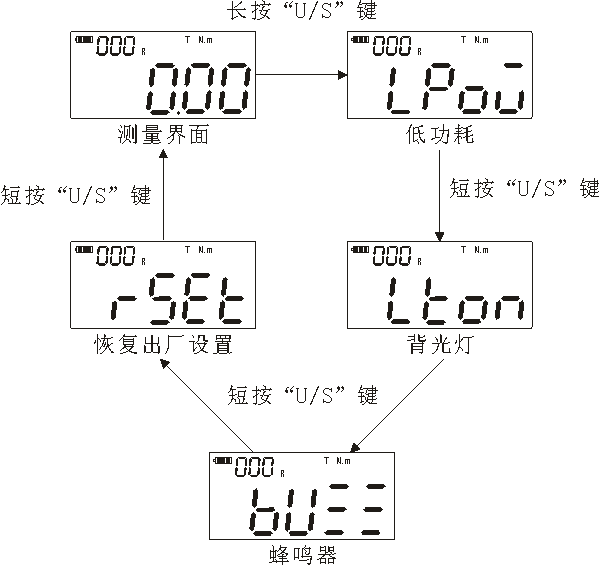 长按“U/S”键
000 R T N.m
0.00
测量界面
000 R T N.m
LPow
低功耗
短按“U/S”键
短按“U/S”键
000 R T N.m
rSEt
恢复出厂设置
000 R T N.m
Lton
背光灯
短按“U/S”键
000 R T N.m
bU
蜂鸣器